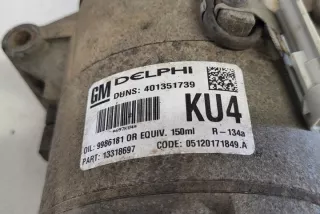 GM DELPHI
DUNS: 401351739
KU4
OIL: 9986181 OR EQUIV. 150ml R-134a
PART: 13318697 CODE: 05120171849.A